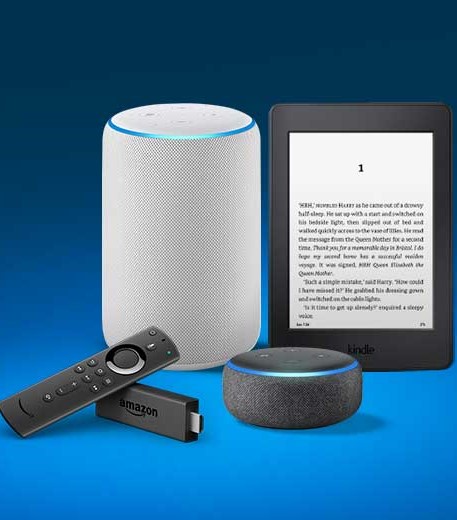 1
'HRH,' MUMBLED HARRY as he came out of a drowsy
half-sleep. He sat up with a start and switched on
his bedside light, then slipped out of bed and
walked quickly across to the vase of lilies. He read
the message from the Queen Mother for a second
time. Thank you for a memorable day in Bristol. I do
hope my second home has a successful maiden
voyage. It was signed, HRH Queen Elizabeth the
Queen Mother.
'Such a simple mistake,' said Harry. 'How could
I have missed it?' He grabbed his dressing gown
and switched on the cabin lights.
'Is it time to get up already?' enquired a sleepy
voice.
kindle
amazon